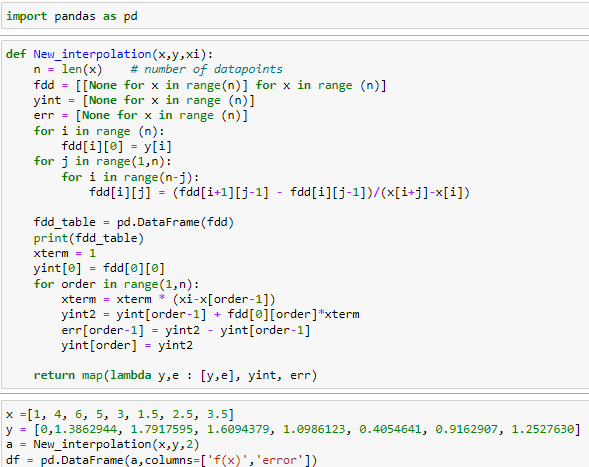 import pandas as pd
def New_interpolation(x,y,xi):
    n = len(x)    # number of datapoints
    fdd = [[None for x in range(n)] for x in range (n)]
    yint = [None for x in range (n)]
    err = [None for x in range (n)]
    for i in range (n):
        fdd[i][0] = y[i]
    for j in range(1,n):
        for i in range(n-j):
            fdd[i][j] = (fdd[i+1][j-1] - fdd[i][j-1])/(x[i+j]-x[i])
    fdd_table = pd.DataFrame(fdd)
    print(fdd_table)
    xterm = 1
    yint[0] = fdd[0][0]
    for order in range(1,n):
        xterm = xterm * (xi-x[order-1])
        yint2 = yint[order-1] + fdd[0][order]*xterm
        err[order-1] = yint2 - yint[order-1]
        yint[order] = yint2
    return map(lambda y,e : [y,e], yint, err)
x =[1, 4, 6, 5, 3, 1.5, 2.5, 3.5]
y = [0,1.3862944, 1.7917595, 1.6094379, 1.0986123, 0.4054641, 0.9162907, 1.2527630]
a = New_interpolation(x,y,2)
df = pd.DataFrame(a,columns=['f(x)','error'])